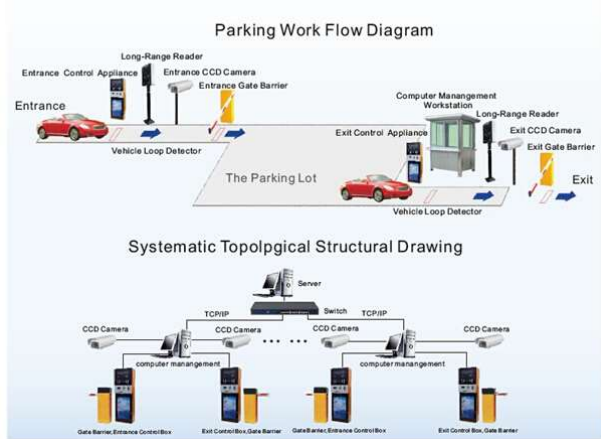 Parking Work Flow Diagram
Long-Range Reader
Entrance Control Appliance
Entrance CCD Camera
Entrance Gate Barrier
Entrance
Vehicle Loop Detector
The Parking Lot
Computer Manangement
Workstation
Long-Range Reader
Exit Control Appliance
Exit CCD Camera
Exit Gate Barrier
Exit
Vehicle Loop Detector
Systematic Topolpgical Structural Drawing
Server
Switch
TCP/IP
TCP/IP
CCD Camera
CCD Camera
CCD Camera
CCD Camera
computer manangement
computer manangement
Gate Barrier,Entrance Control Box
Exit Control Box,Gate Barrier
Gate Barrier,Entrance Control Box
Exit Control Box, Gate Barrier